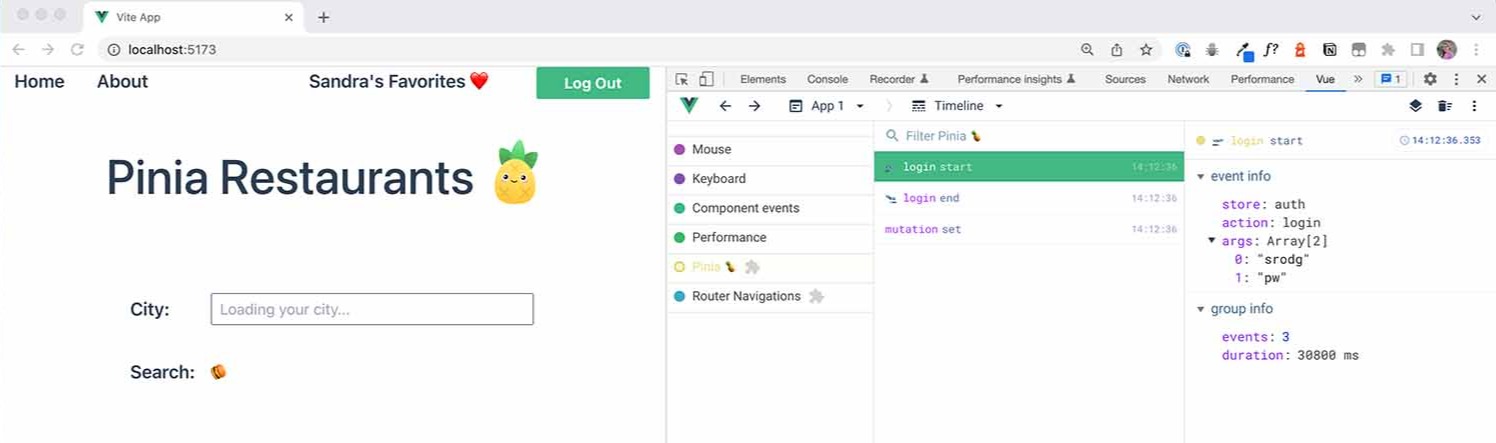 Vite App
localhost:5173
Home About Sandra's Favorites ❤️ Log Out
Pinia Restaurants 🍍
City: Loading your city...
Search:
Elements Console Recorder Performance insights Sources Network Performance Vue » 1
App 1 Timeline
Mouse
Keyboard
Component events
Performance
Pinia 🍍
Router Navigations
Filter Pinia 🍍
login start 14:12:36
login end 14:12:36
mutation set 14:12:36
login start 14:12:36.353
event info
store: auth
action: login
args: Array[2]
0: "srodg"
1: "pw"
group info
events: 3
duration: 30800 ms